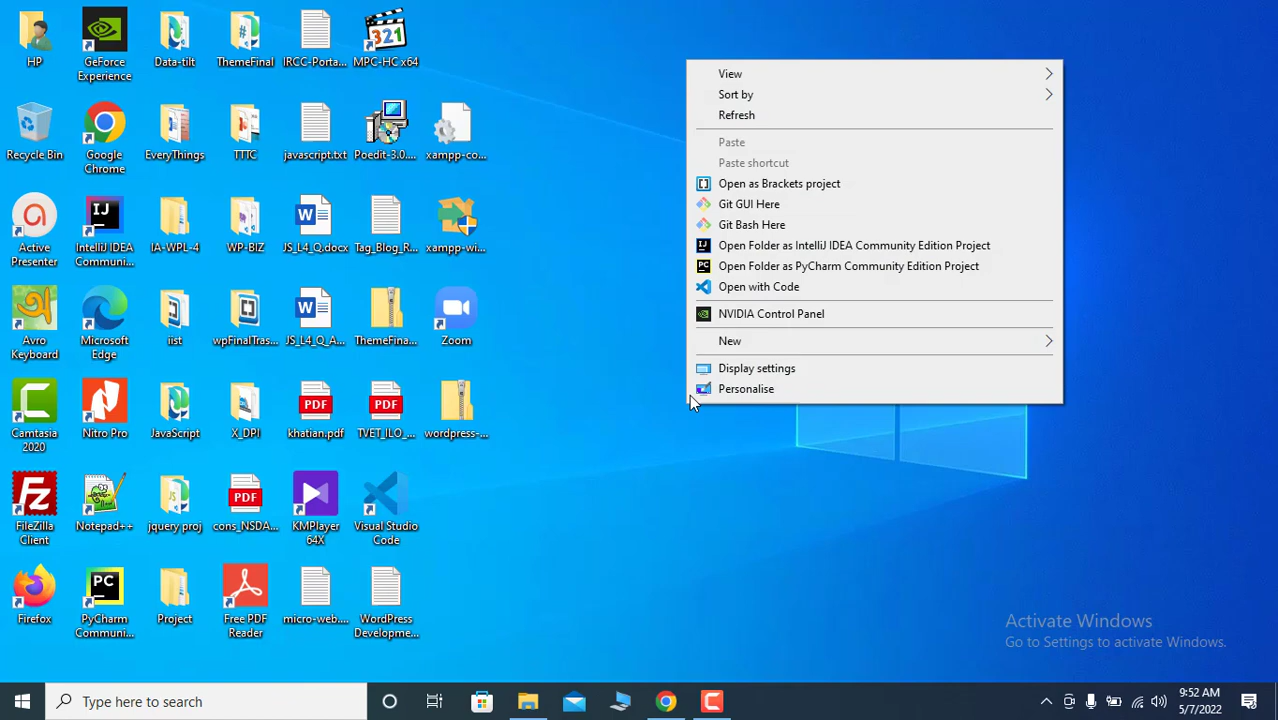 HP
GeForce
Experience
Data-tilt
ThemeFinal
IRCC-Porta...
MPC-HC x64
Recycle Bin
Google
Chrome
EveryThings
TTTC
javascript.txt
Poedit-3.0....
xampp-co...
Active
Presenter
IntelliJ IDEA
Communi...
IA-WPL-4
WP-BIZ
JS_L4_Q.docx
Tag_Blog_R...
xampp-wi...
Avro
Keyboard
Microsoft
Edge
iist
wpFinalTras...
JS_L4_Q_A...
ThemeFina...
Zoom
Camtasia
2020
Nitro Pro
JavaScript
X_DPI
khatian.pdf
TVET_ILO_...
wordpress-...
FileZilla
Client
Notepad++
jquery proj
cons_NSDA...
KMPlayer
64X
Visual Studio
Code
Firefox
PyCharm
Communi...
Project
Free PDF
Reader
micro-web....
WordPress
Developme...
View
Sort by
Refresh
Paste
Paste shortcut
Open as Brackets project
Git GUI Here
Git Bash Here
Open Folder as IntelliJ IDEA Community Edition Project
Open Folder as PyCharm Community Edition Project
Open with Code
NVIDIA Control Panel
New
Display settings
Personalise
Activate Windows
Go to Settings to activate Windows.
Type here to search
9:52 AM
5/7/2022